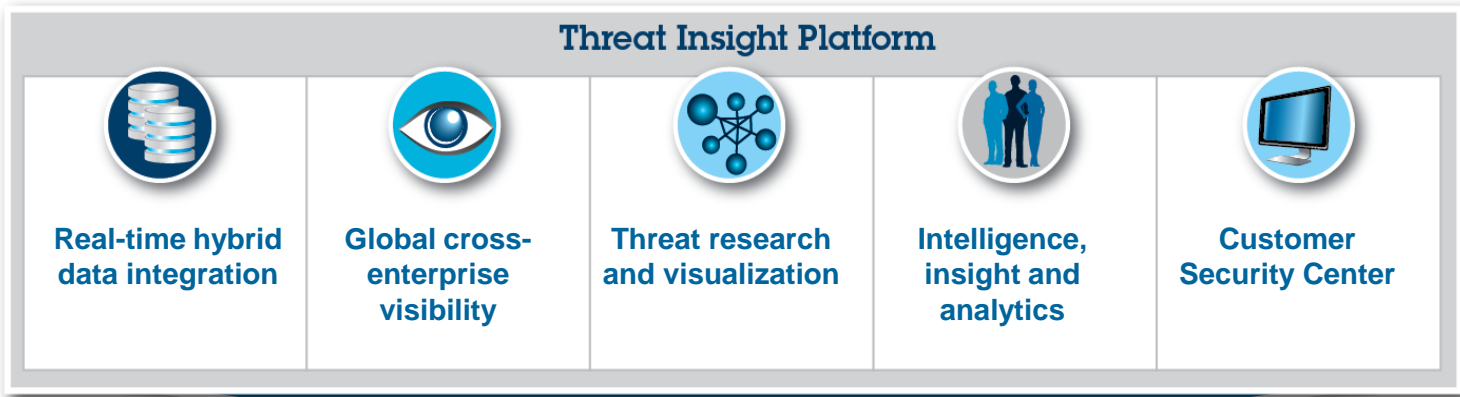 Threat Insight Platform
Real-time hybrid
data integration
Global cross-
enterprise
visibility
Threat research
and visualization
Intelligence,
insight and
analytics
Customer
Security Center